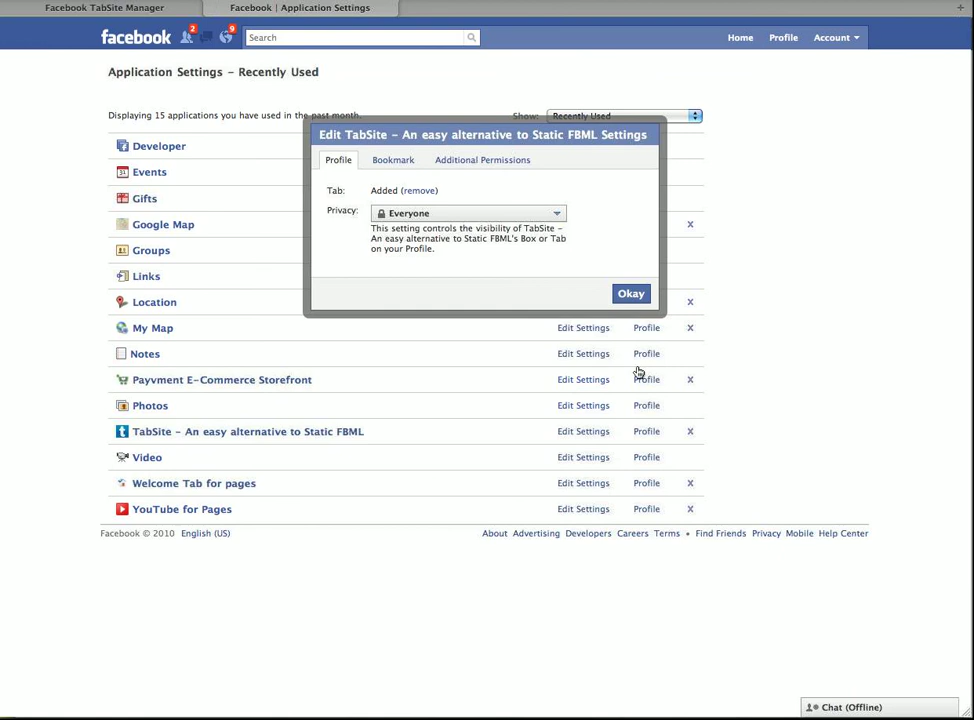 Facebook TabSite Manager
Facebook | Application Settings
facebook 2 9 Search Home Profile Account
Application Settings – Recently Used
Displaying 15 applications you have used in the past month. Show: Recently Used
Edit TabSite – An easy alternative to Static FBML Settings
Profile Bookmark Additional Permissions
Tab: Added (remove)
Privacy: Everyone
This setting controls the visibility of TabSite –
An easy alternative to Static FBML's Box or Tab
on your Profile.
Okay
Developer
Events
Gifts
Google Map x
Groups
Links
Location x
My Map Edit Settings Profile x
Notes Edit Settings Profile
Payvment E-Commerce Storefront Edit Settings Profile x
Photos Edit Settings Profile
TabSite – An easy alternative to Static FBML Edit Settings Profile x
Video Edit Settings Profile
Welcome Tab for pages Edit Settings Profile x
YouTube for Pages Edit Settings Profile x
Facebook © 2010 English (US) About Advertising Developers Careers Terms • Find Friends Privacy Mobile Help Center
Chat (Offline)